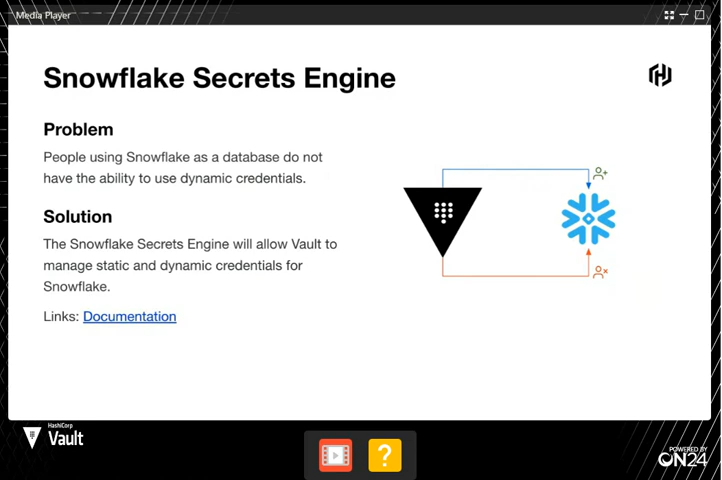 Media Player
Snowflake Secrets Engine
Problem
People using Snowflake as a database do not
have the ability to use dynamic credentials.
Solution
The Snowflake Secrets Engine will allow Vault to
manage static and dynamic credentials for
Snowflake.
Links: Documentation
HashiCorp
Vault
?
POWERED BY
ON24